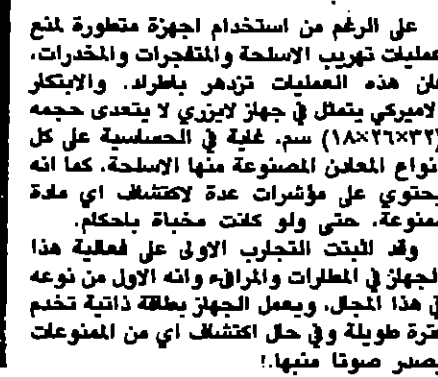 على الرغم من استخدام اجهزة متطورة لمنع
عمليات تهريب الاسلحة والمتفجرات والمخدرات،
فان هذه العمليات تزدهر باطراد. والابتكار
الاميركي يتمثل في جهاز لايزري لا يتعدى حجمه
(٣٢×٢٦×١٨) سم. غاية في الحساسية على كل
انواع المعادن المصنوعة منها الاسلحة. كما انه
يحتوي على مؤشرات عدة لاكتشاف اي مادة
ممنوعة، حتى ولو كانت مخباة باحكام.
وقد اثبتت التجارب الاولى على فعالية هذا
الجهاز في المطارات والمرافىء وانه الاول من نوعه
في هذا المجال. ويعمل الجهاز بطاقة ذاتية تخدم
فترة طويلة وفي حال اكتشاف اي من الممنوعات
يصدر صوتا منبها.!